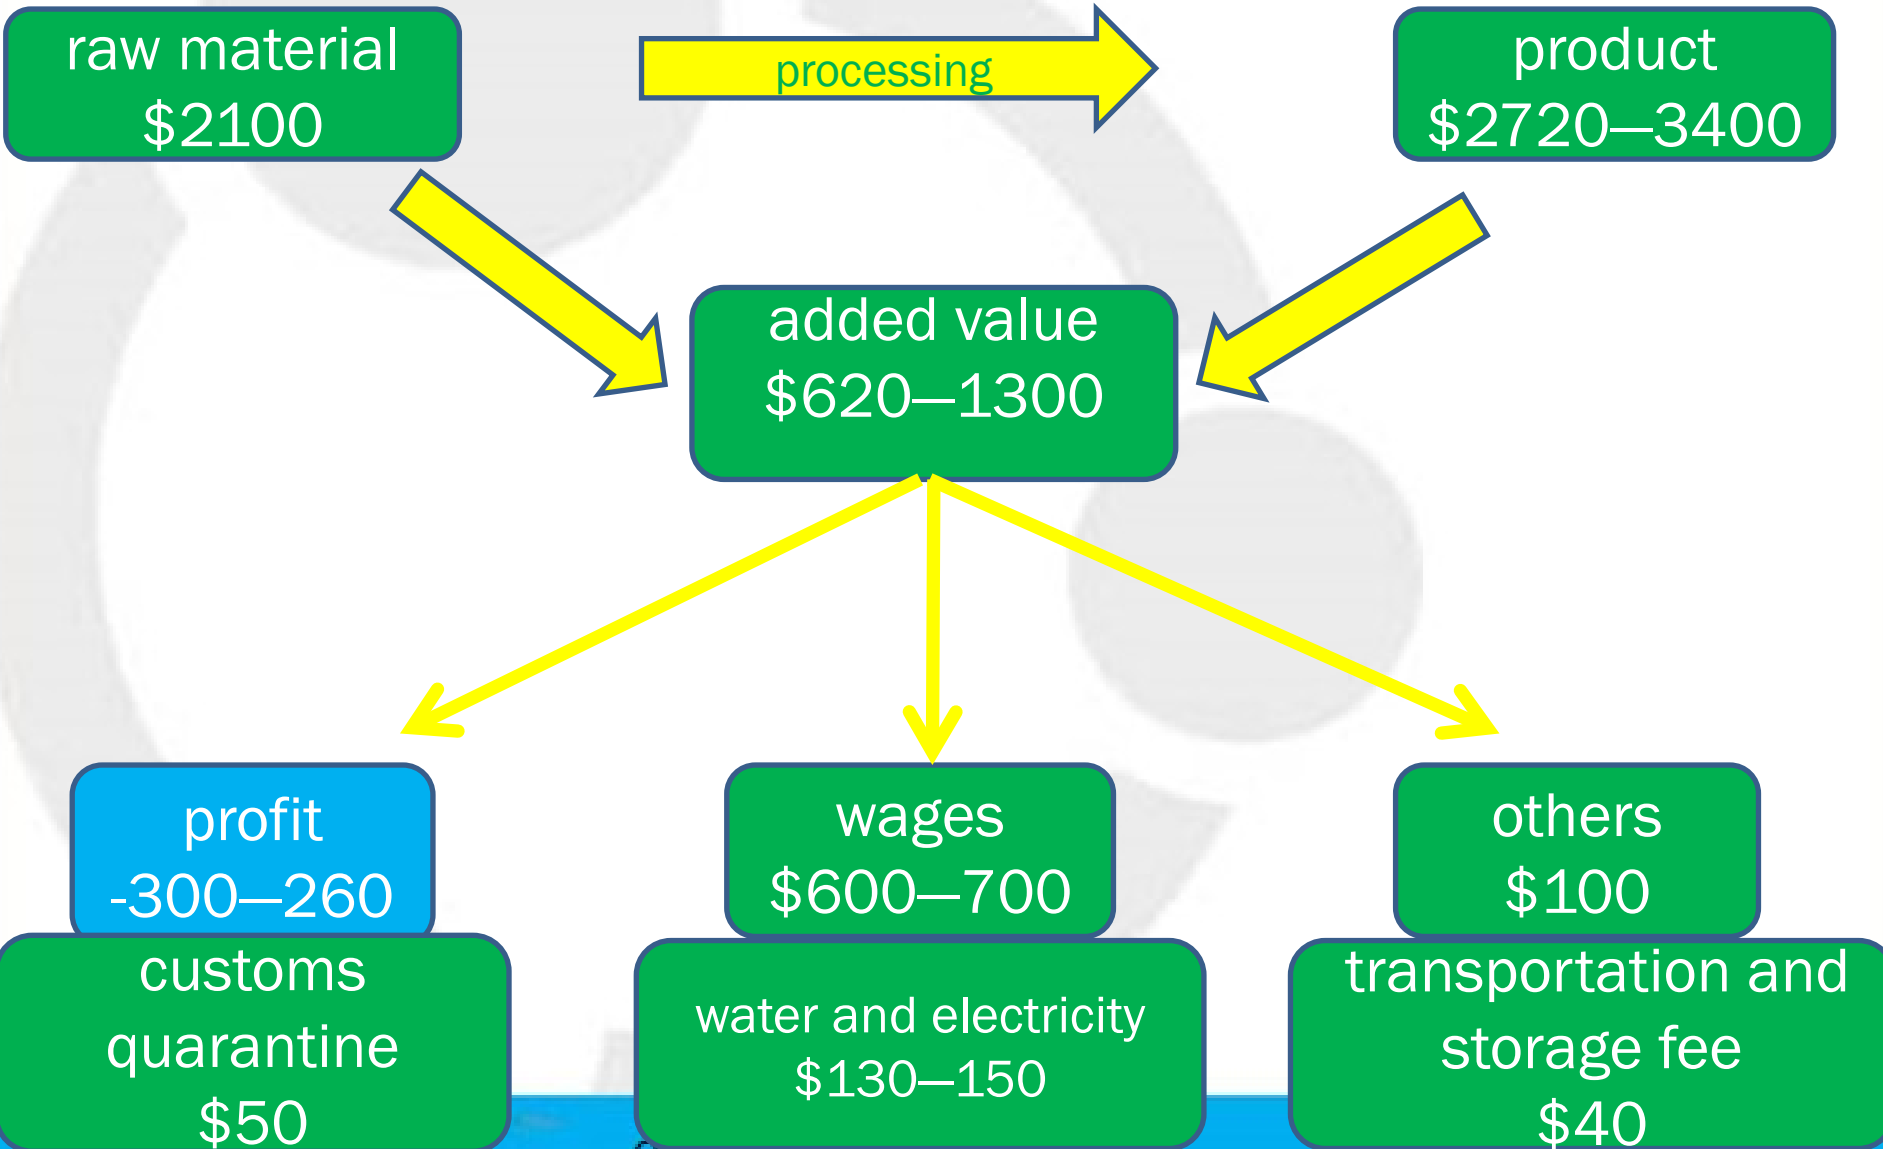 raw material
$2100
processing
product
$2720—3400
added value
$620—1300
profit
-300—260
wages
$600—700
others
$100
customs
quarantine
$50
water and electricity
$130—150
transportation and
storage fee
$40